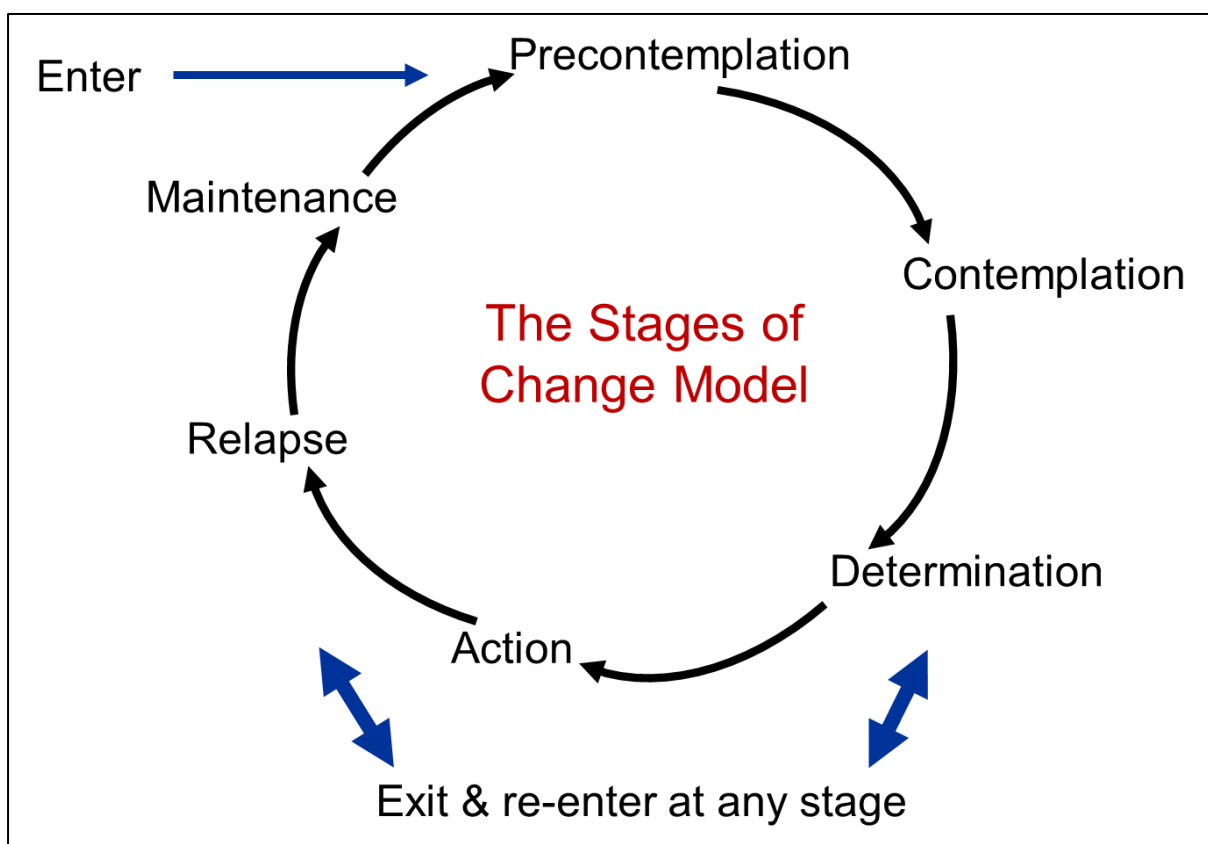 Enter
Precontemplation
Maintenance
Contemplation
The Stages of
Change Model
Relapse
Determination
Action
Exit & re-enter at any stage